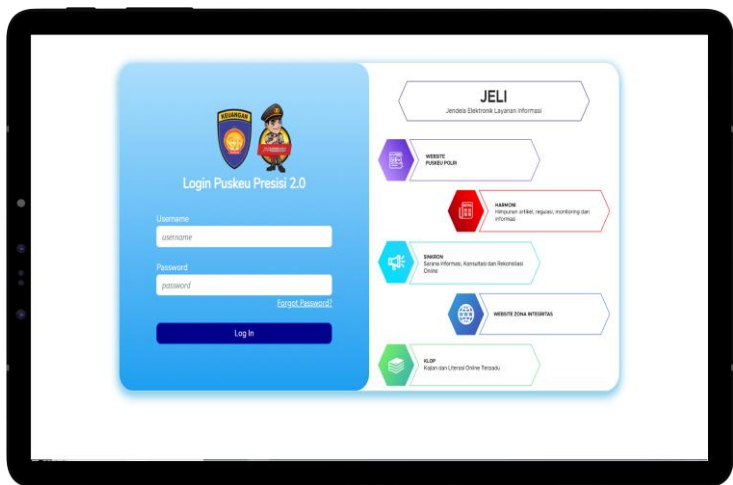 KEUANGAN
PRESISI
Login Puskeu Presisi 2.0
Username
username
Password
password
Forgot Password?
Log In
JELI
Jendela Elektronik Layanan Informasi
WEBSITE
PUSKEU POLRI
HARMONI
Himpunan artikel, regulasi, monitoring dan
informasi
SINKRON
Sarana Informasi, Konsultasi dan Rekonsiliasi
Online
WEBSITE ZONA INTEGRITAS
KLOP
Kajian dan Literasi Online Terpadu